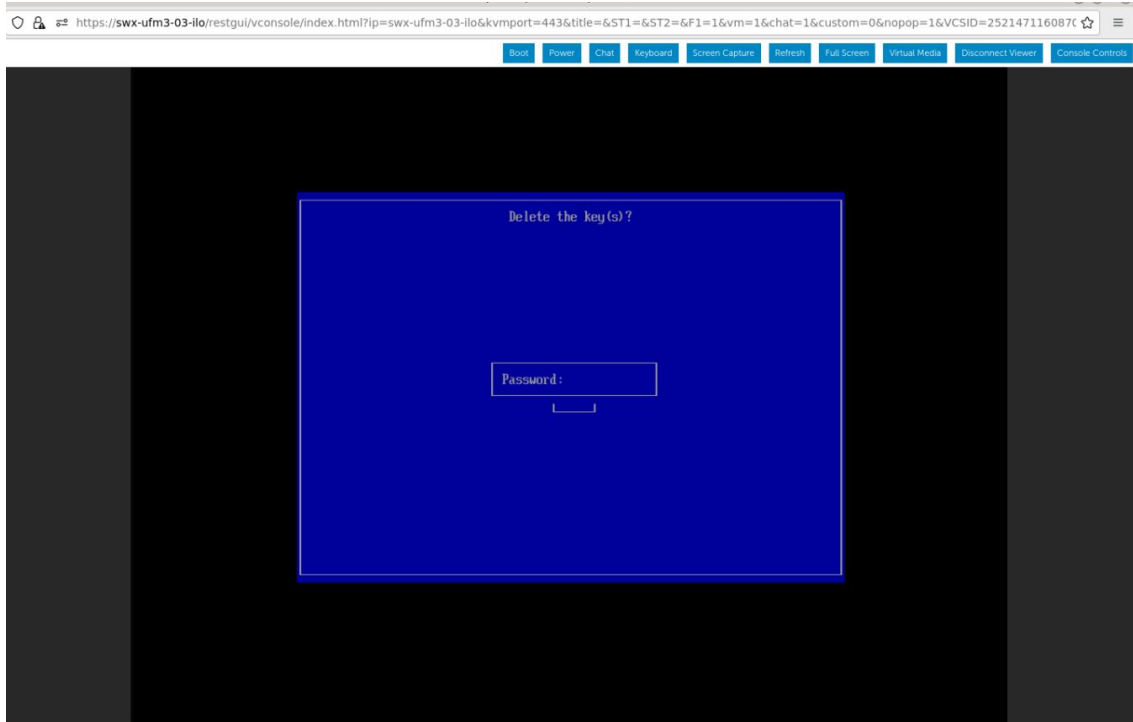 https://swx-ufm3-03-ilo/restgui/vconsole/index.html?ip=swx-ufm3-03-ilo&kvmport=443&title=&ST1=&ST2=&F1=1&vm=1&chat=1&custom=0&nopop=1&VCSID=2521471160870
Boot Power Chat Keyboard Screen Capture Refresh Full Screen Virtual Media Disconnect Viewer Console Controls
Delete the key(s)?
Password: